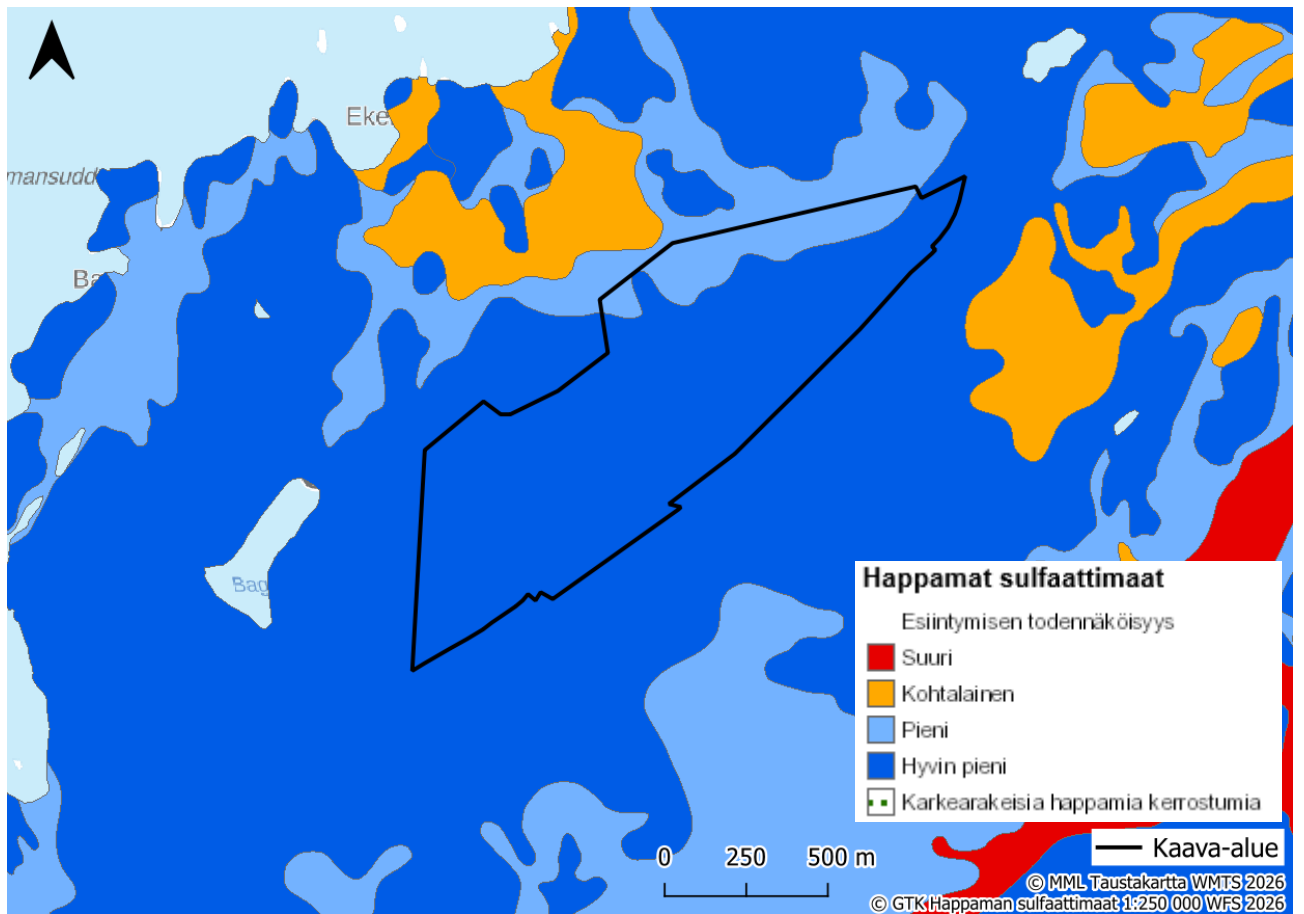 Eke
mansudd
Ba
Bag
Happamat sulfaattimaat
Esiintymisen todennäköisyys
Suuri
Kohtalainen
Pieni
Hyvin pieni
Karkearakeisia happamia kerrostumia
Kaava-alue
0 250 500 m
© MML Taustakartta WMTS 2026
© GTK Happaman sulfaattimaat 1:250 000 WFS 2026